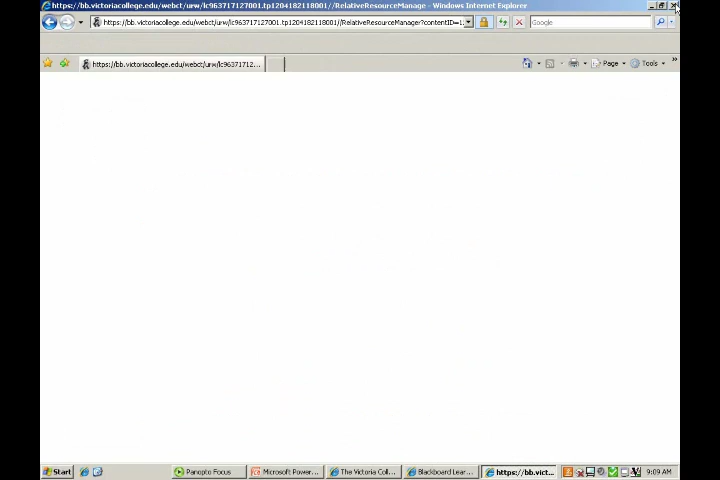 https://bb.victoriacollege.edu/webct/urw/lc963717127001.tp1204182118001//RelativeResourceManage - Windows Internet Explorer
https://bb.victoriacollege.edu/webct/urw/lc963717127001.tp1204182118001//RelativeResourceManager?contentID=1
Google
https://bb.victoriacollege.edu/webct/urw/lc96371712...
Page
Tools
Start
Panopto Focus
Microsoft Power...
The Victoria Coll...
Blackboard Lear...
https://bb.vict...
9:09 AM